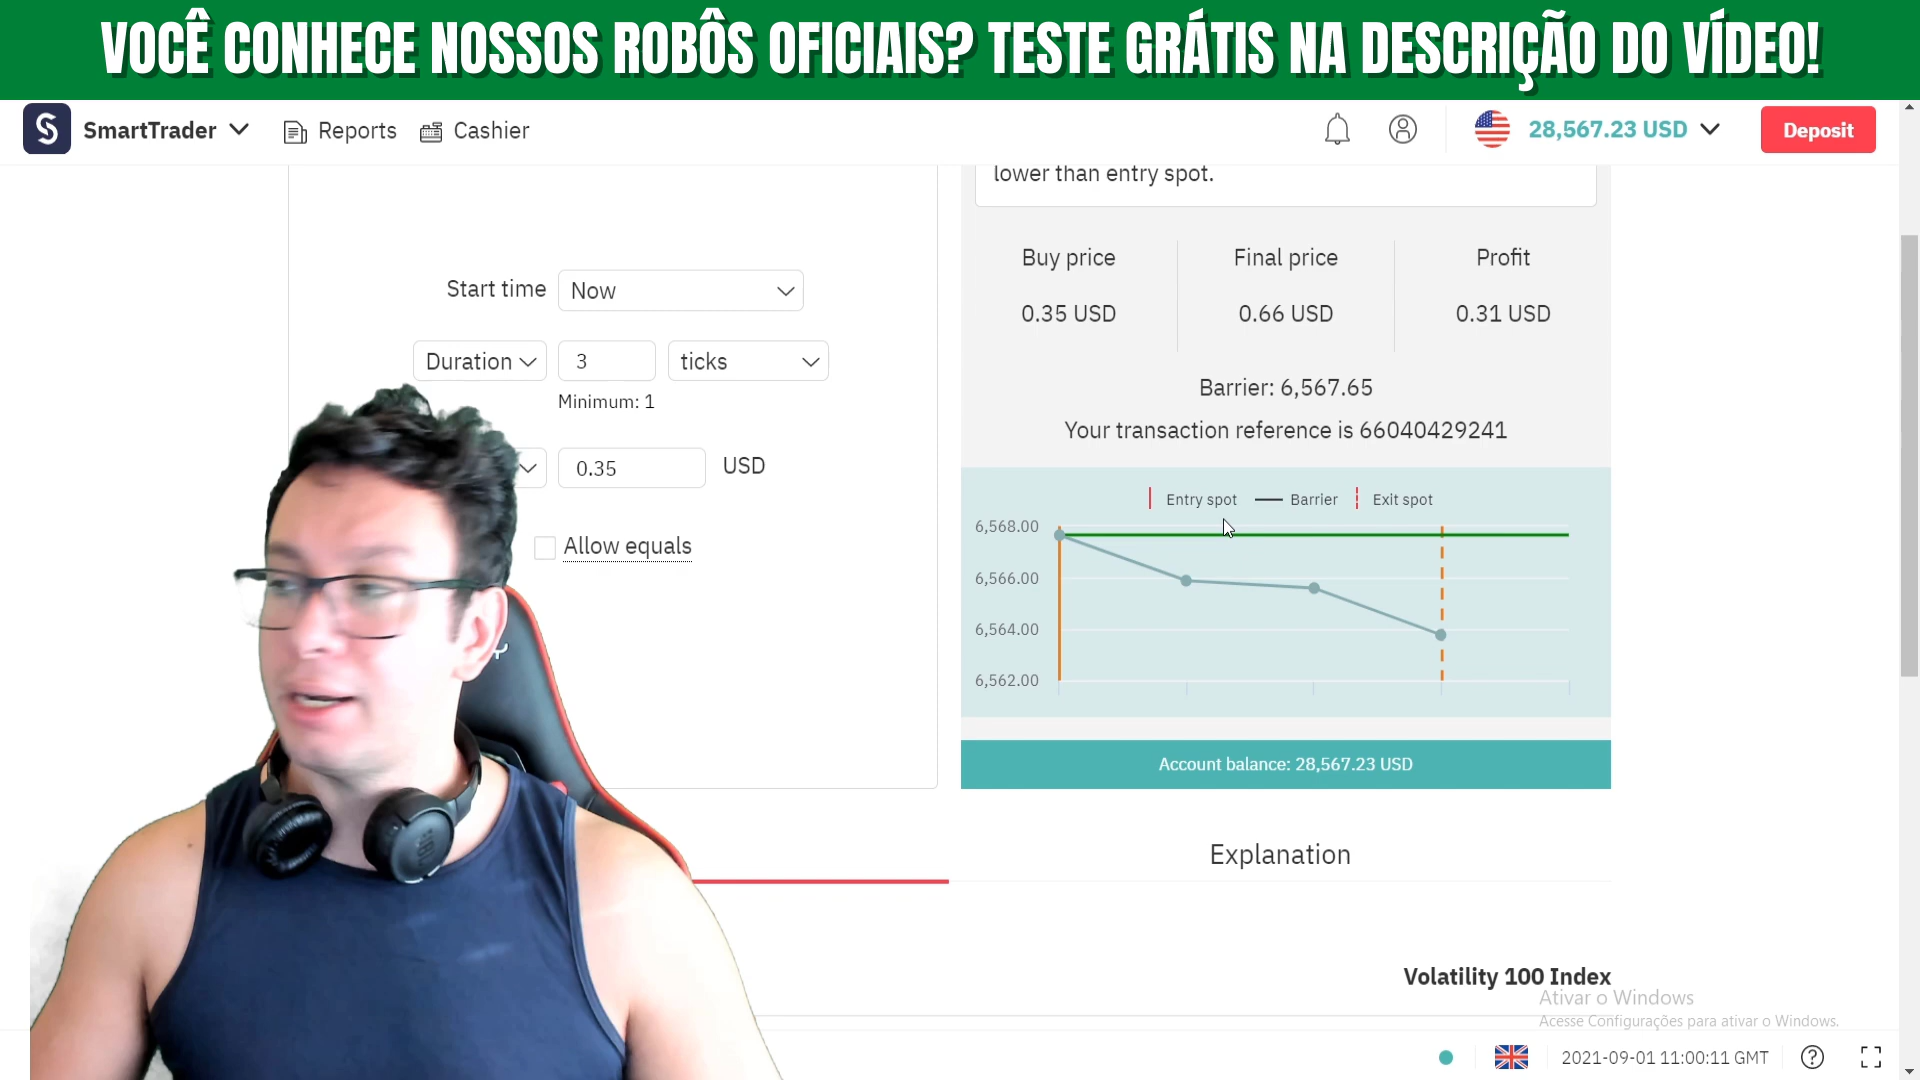 VOCÊ CONHECE NOSSOS ROBÔS OFICIAIS? TESTE GRÁTIS NA DESCRIÇÃO DO VÍDEO!
SmartTrader
Reports
Cashier
28,567.23 USD
Deposit
lower than entry spot.
Start time
Now
Duration
3
ticks
Minimum: 1
0.35
USD
Allow equals
Buy price
Final price
Profit
0.35 USD
0.66 USD
0.31 USD
Barrier: 6,567.65
Your transaction reference is 66040429241
Entry spot
Barrier
Exit spot
6,568.00
6,566.00
6,564.00
6,562.00
Account balance: 28,567.23 USD
Explanation
Volatility 100 Index
Ativar o Windows
Acesse Configurações para ativar o Windows.
2021-09-01 11:00:11 GMT